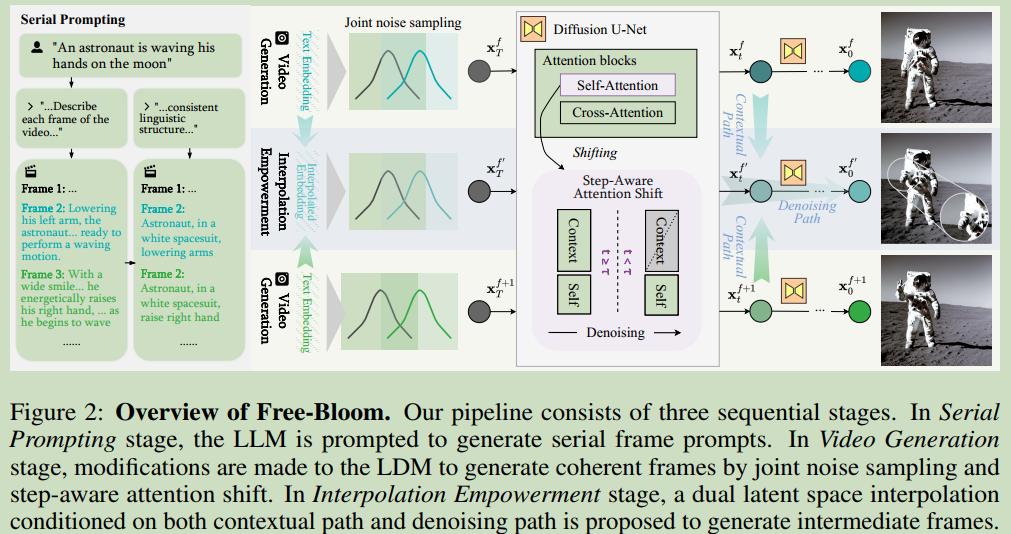 Serial Prompting
"An astronaut is waving his
hands on the moon"
"...Describe
each frame of the
video..."
"...consistent
linguistic
structure..."
Frame 1: ...
Frame 2: Lowering
his left arm, the
astronaut... ready to
perform a waving
motion.
Frame 3: With a
wide smile... he
energetically raises
his right hand, ... as
he begins to wave
......
Frame 1: ...
Frame 2:
Astronaut, in a
white spacesuit,
lowering arms
Frame 2:
Astronaut, in a
white spacesuit,
raise right hand
......
Video
Generation
Text Embedding
Interpolation
Empowerment
Interpolated
Embedding
Video
Generation
Text Embedding
Joint noise sampling
x_T^f
x_T^f'
x_T^f+1
Diffusion U-Net
Attention blocks
Self-Attention
Cross-Attention
Shifting
Step-Aware
Attention Shift
Context
Self
t ≥ τ
t < τ
Context
Self
Denoising
x_t^f
...
x_0^f
Contextual
Path
x_t^f'
...
x_0^f'
Denoising
Path
Contextual
Path
x_t^f+1
...
x_0^f+1
Figure 2: Overview of Free-Bloom. Our pipeline consists of three sequential stages. In Serial
Prompting stage, the LLM is prompted to generate serial frame prompts. In Video Generation
stage, modifications are made to the LDM to generate coherent frames by joint noise sampling and
step-aware attention shift. In Interpolation Empowerment stage, a dual latent space interpolation
conditioned on both contextual path and denoising path is proposed to generate intermediate frames.